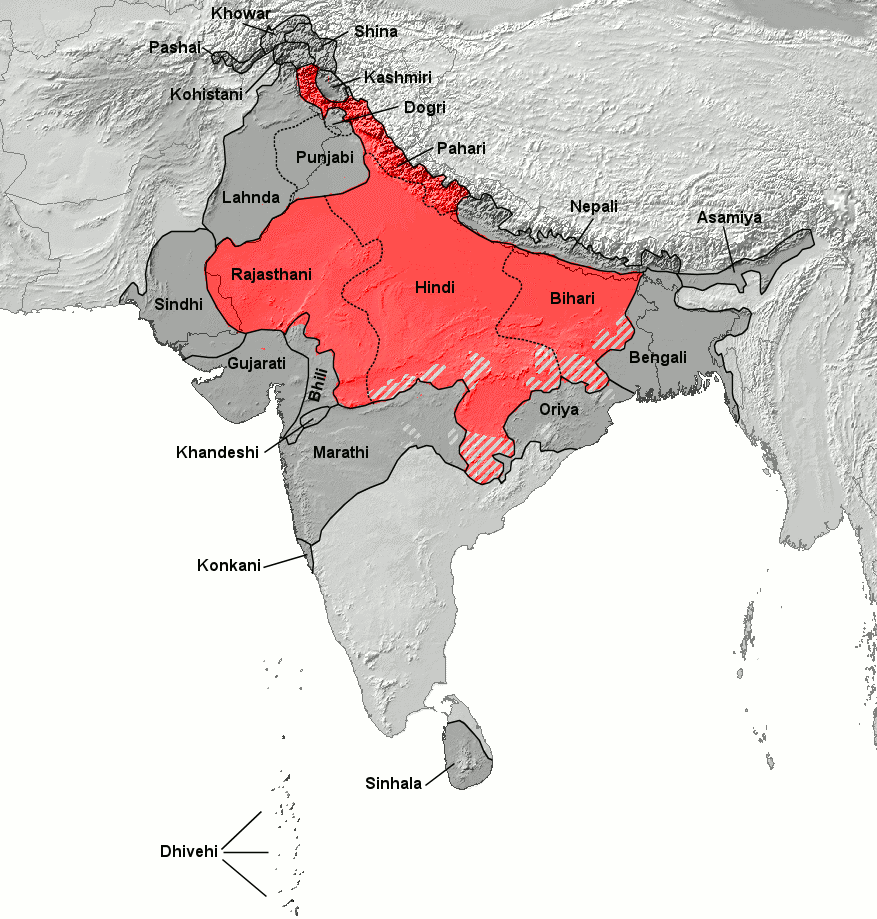 Khowar
Shina
Pashai
Kashmiri
Kohistani
Dogri
Pahari
Punjabi
Lahnda
Nepali
Asamiya
Rajasthani
Hindi
Bihari
Sindhi
Bengali
Gujarati
Bhili
Oriya
Khandeshi
Marathi
Konkani
Sinhala
Dhivehi